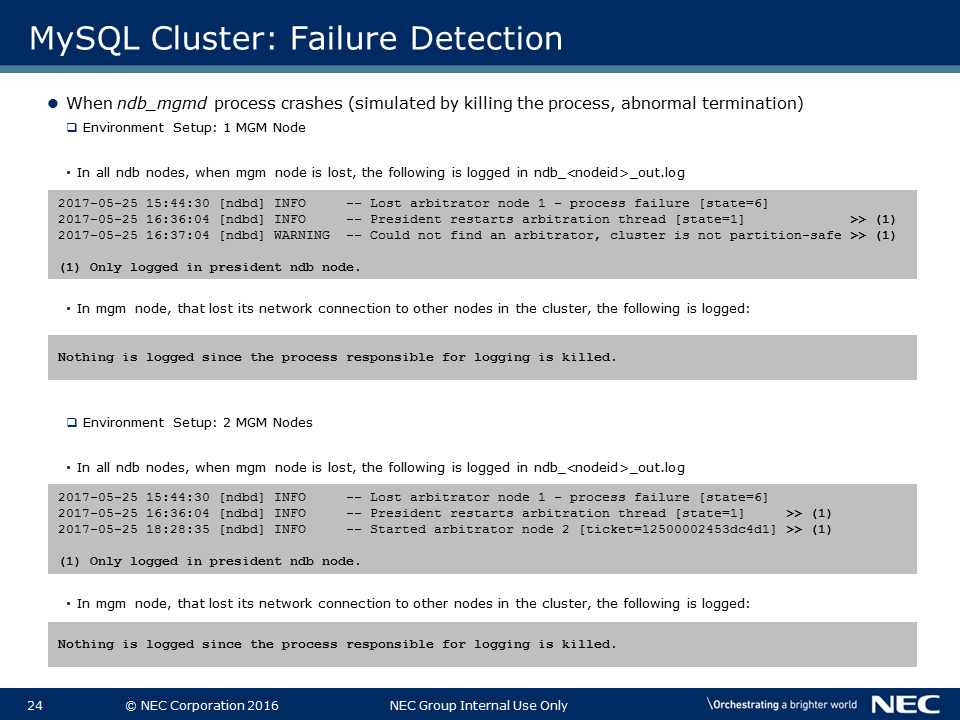 MySQL Cluster: Failure Detection
When ndb_mgmd process crashes (simulated by killing the process, abnormal termination)
Environment Setup: 1 MGM Node
• In all ndb nodes, when mgm node is lost, the following is logged in ndb_<nodeid>_out.log
2017-05-25 15:44:30 [ndbd] INFO     -- Lost arbitrator node 1 - process failure [state=6]
2017-05-25 16:36:04 [ndbd] INFO     -- President restarts arbitration thread [state=1]             >> (1)
2017-05-25 16:37:04 [ndbd] WARNING  -- Could not find an arbitrator, cluster is not partition-safe >> (1)
(1) Only logged in president ndb node.
• In mgm node, that lost its network connection to other nodes in the cluster, the following is logged:
Nothing is logged since the process responsible for logging is killed.
Environment Setup: 2 MGM Nodes
• In all ndb nodes, when mgm node is lost, the following is logged in ndb_<nodeid>_out.log
2017-05-25 15:44:30 [ndbd] INFO     -- Lost arbitrator node 1 - process failure [state=6]
2017-05-25 16:36:04 [ndbd] INFO     -- President restarts arbitration thread [state=1]     >> (1)
2017-05-25 18:28:35 [ndbd] INFO     -- Started arbitrator node 2 [ticket=12500002453dc4d1] >> (1)
(1) Only logged in president ndb node.
• In mgm node, that lost its network connection to other nodes in the cluster, the following is logged:
Nothing is logged since the process responsible for logging is killed.
24 © NEC Corporation 2016 NEC Group Internal Use Only \Orchestrating a brighter world NEC